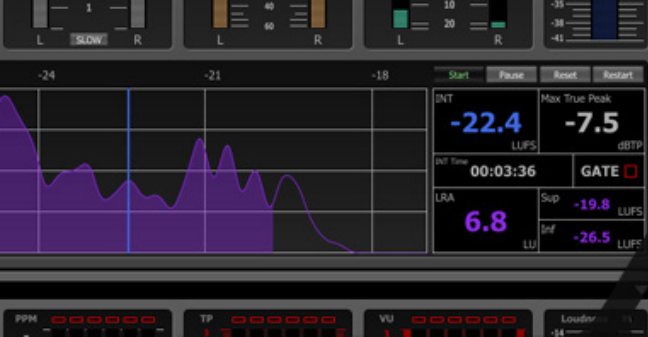 1
40
60
10
20
-35
-38
-41
L SLOW R
L R
L R
-24 -21 -18
Start Pause Reset Restart
INT
-22.4
LUFS
Max True Peak
-7.5
dBTP
INT Time 00:03:36
GATE
LRA
6.8
LU
Sup -19.8 LUFS
Inf -26.5 LUFS
PPM TP VU
-14